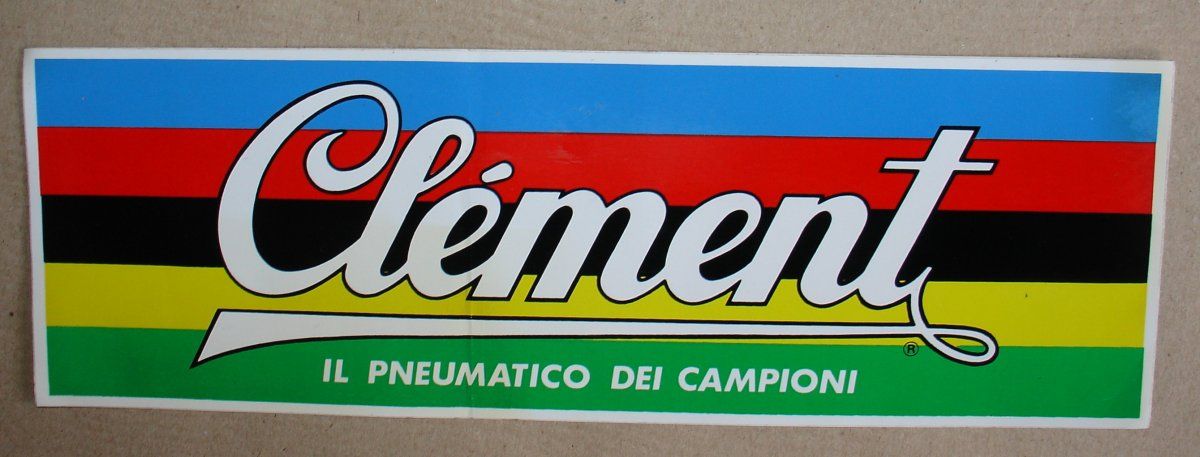 Clément
®
IL PNEUMATICO DEI CAMPIONI